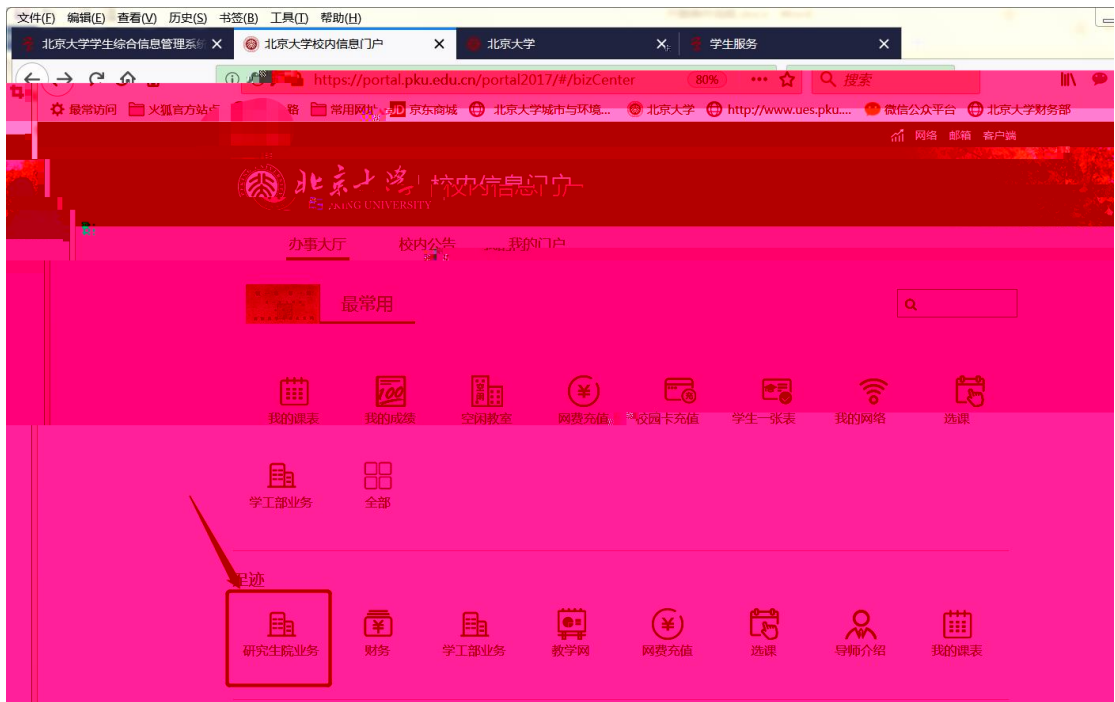 文件(F) 编辑(E) 查看(V) 历史(S) 书签(B) 工具(T) 帮助(H)
北京大学学生综合信息管理系统 北京大学校内信息门户 北京大学 学生服务
https://portal.pku.edu.cn/portal2017/#/bizCenter 80% 搜索
最常访问 火狐官方站点 常用网址 JD 京东商城 北京大学城市与环境... 北京大学 http://www.ues.pku.... 微信公众平台 北京大学财务部
网络 邮箱 客户端
北京大学 校内信息门户
PEKING UNIVERSITY
办事大厅 校内公告 我的门户
最常用
我的课表 我的成绩 空闲教室 网费充值 校园卡充值 学生一张表 我的网络 选课
学工部业务 全部
足迹
研究生院业务 财务 学工部业务 教学网 网费充值 选课 导师介绍 我的课表